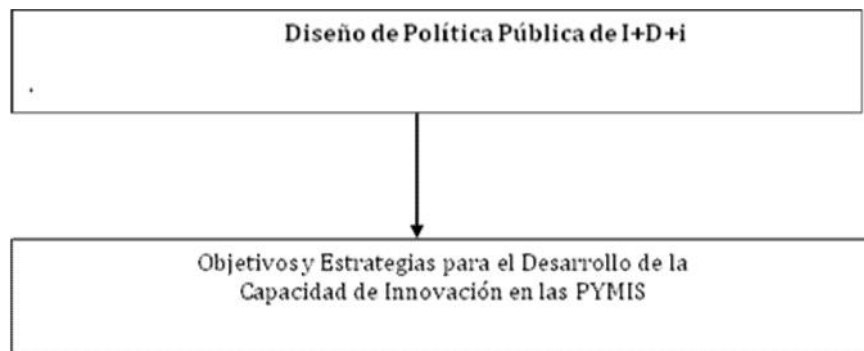 Diseño de Política Pública de I+D+i
.
Objetivos y Estrategias para el Desarrollo de la
Capacidad de Innovación en las PYMIS